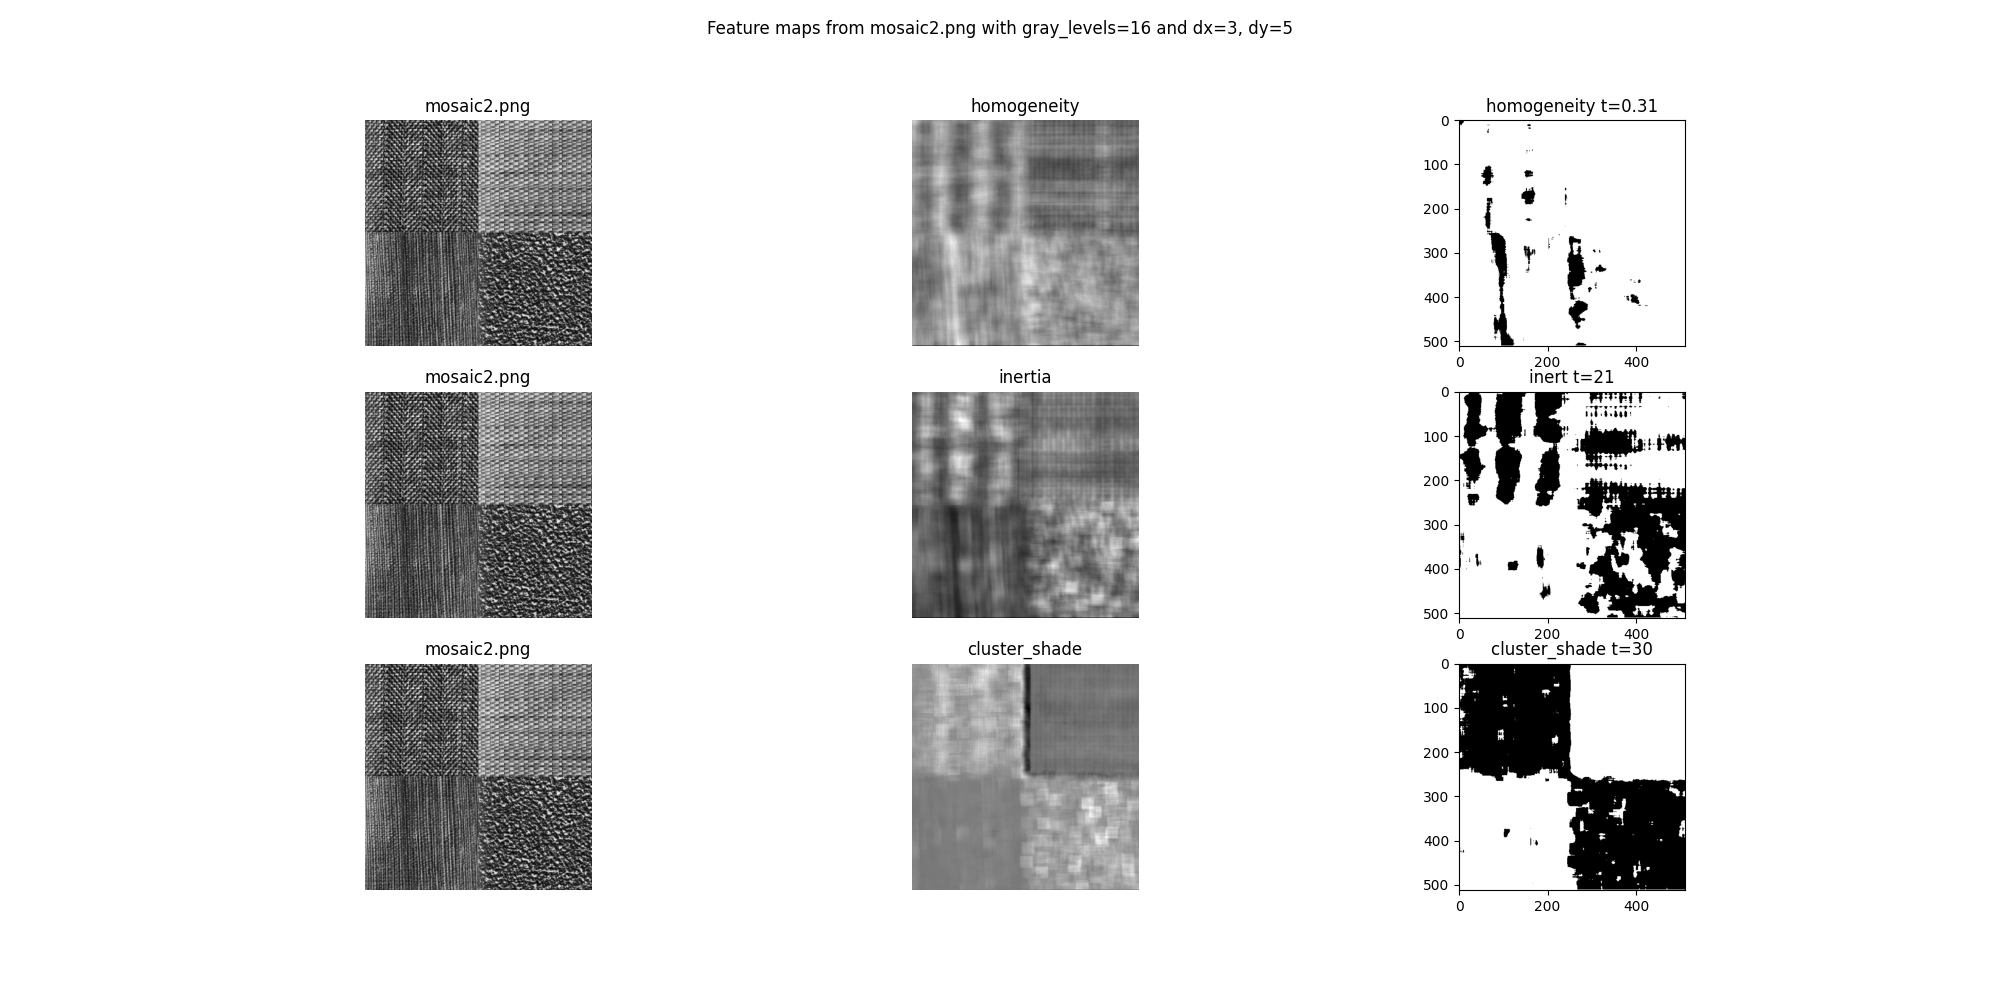 Feature maps from mosaic2.png with gray_levels=16 and dx=3, dy=5
mosaic2.png
homogeneity
homogeneity t=0.31
0
100
200
300
400
500
0 200 400
mosaic2.png
inertia
inert t=21
0
100
200
300
400
500
0 200 400
mosaic2.png
cluster_shade
cluster_shade t=30
0
100
200
300
400
500
0 200 400